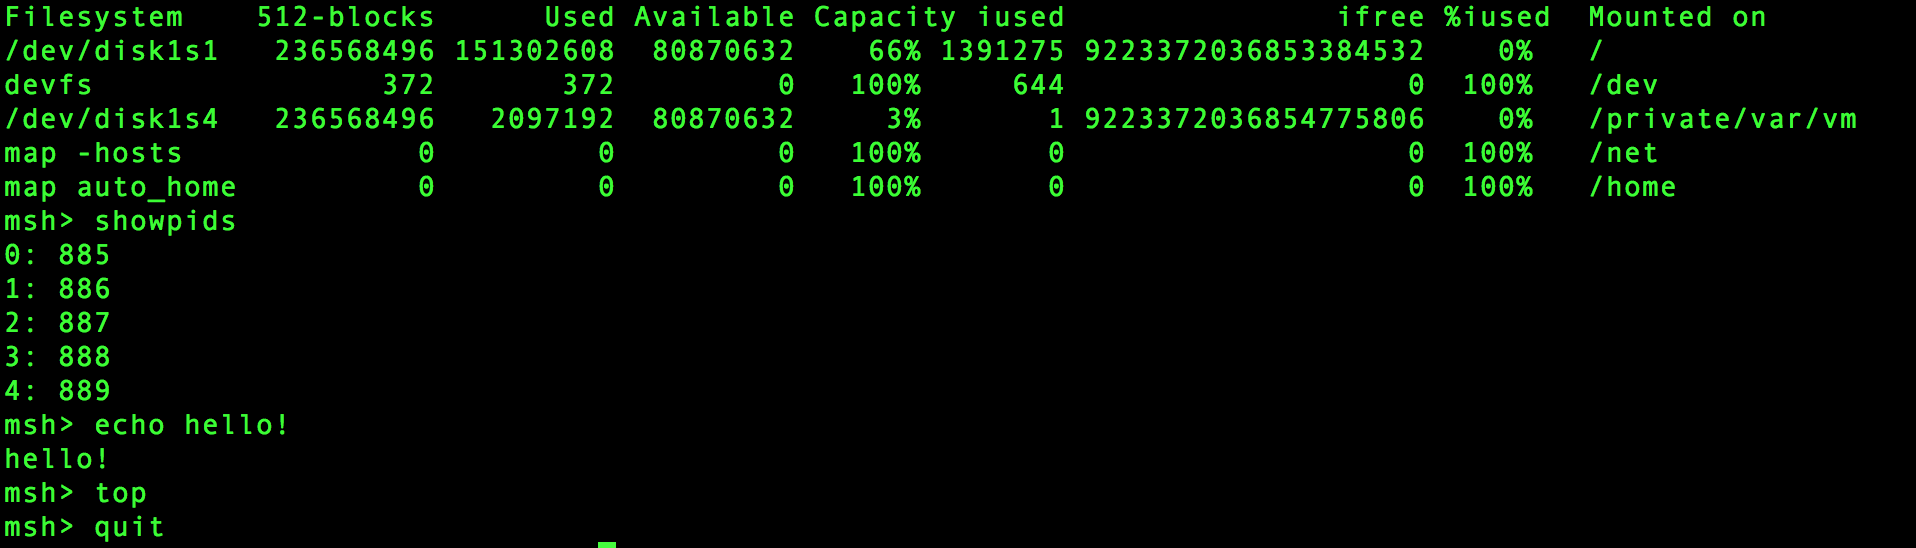 Filesystem    512-blocks      Used Available Capacity iused               ifree %iused  Mounted on
/dev/disk1s1   236568496 151302608  80870632    66% 1391275 9223372036853384532    0%   /
devfs                372       372         0   100%     644                   0  100%   /dev
/dev/disk1s4   236568496   2097192  80870632     3%       1 9223372036854775806    0%   /private/var/vm
map -hosts             0         0         0   100%       0                   0  100%   /net
map auto_home          0         0         0   100%       0                   0  100%   /home
msh> showpids
0: 885
1: 886
2: 887
3: 888
4: 889
msh> echo hello!
hello!
msh> top
msh> quit